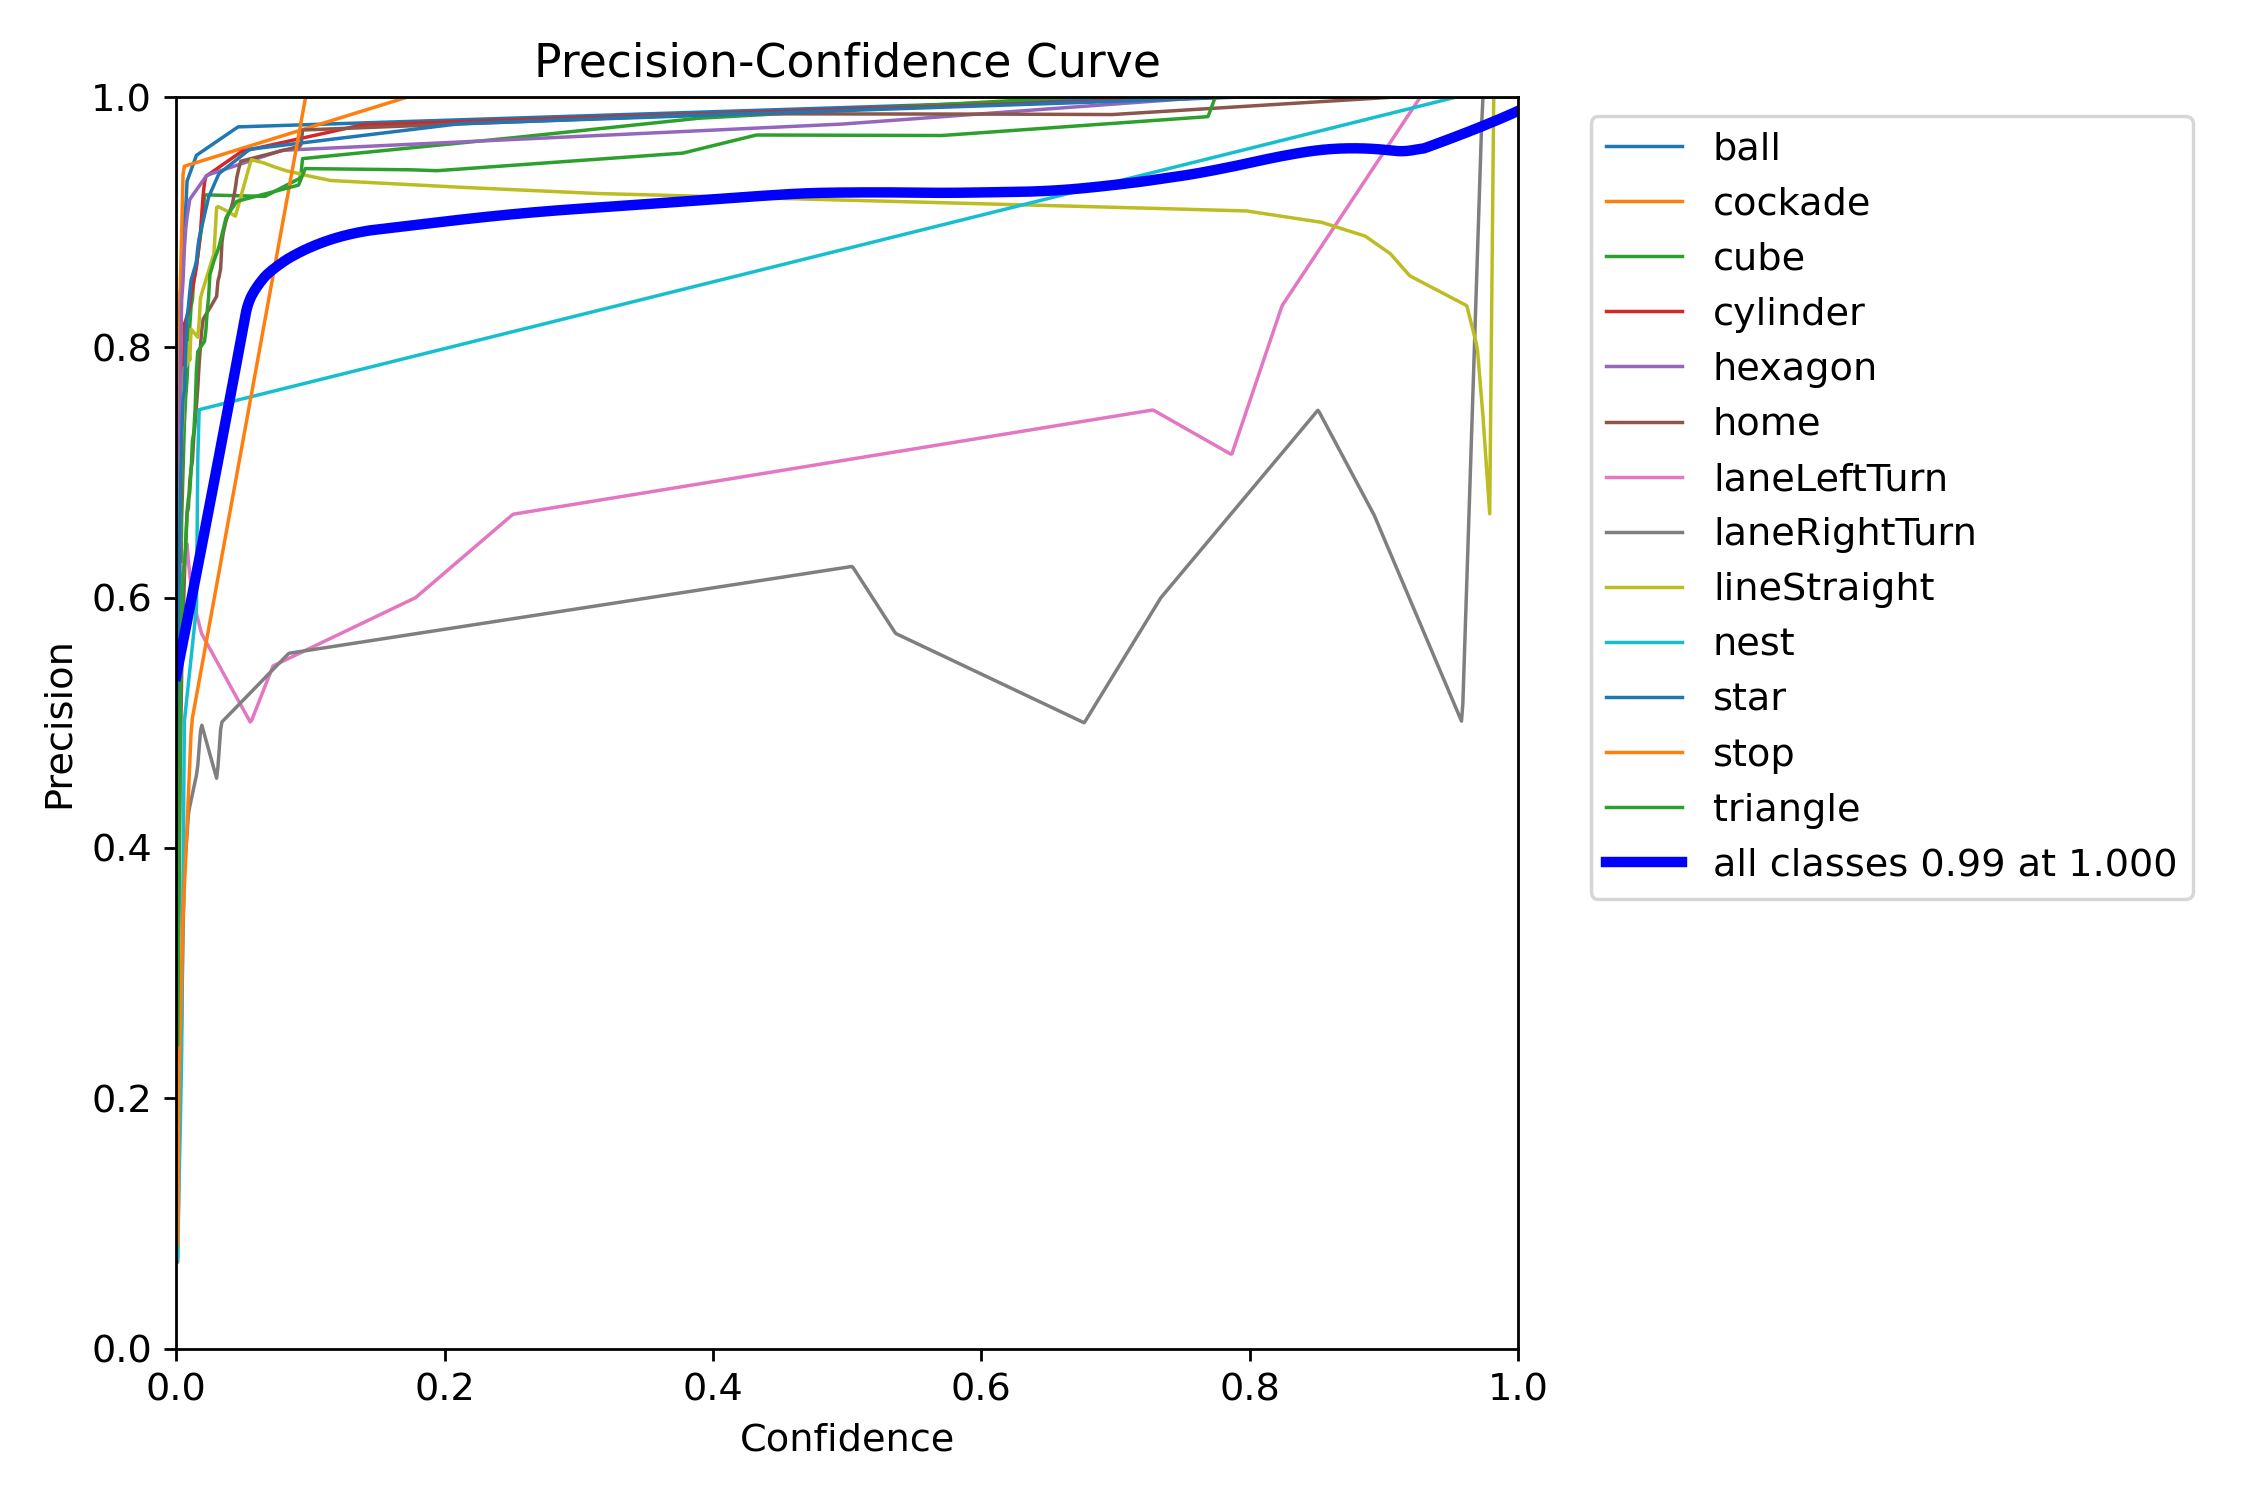 Precision-Confidence Curve
1.0
0.8
0.6
0.4
0.2
0.0
Precision
0.0 0.2 0.4 0.6 0.8 1.0
Confidence
ball
cockade
cube
cylinder
hexagon
home
laneLeftTurn
laneRightTurn
lineStraight
nest
star
stop
triangle
all classes 0.99 at 1.000